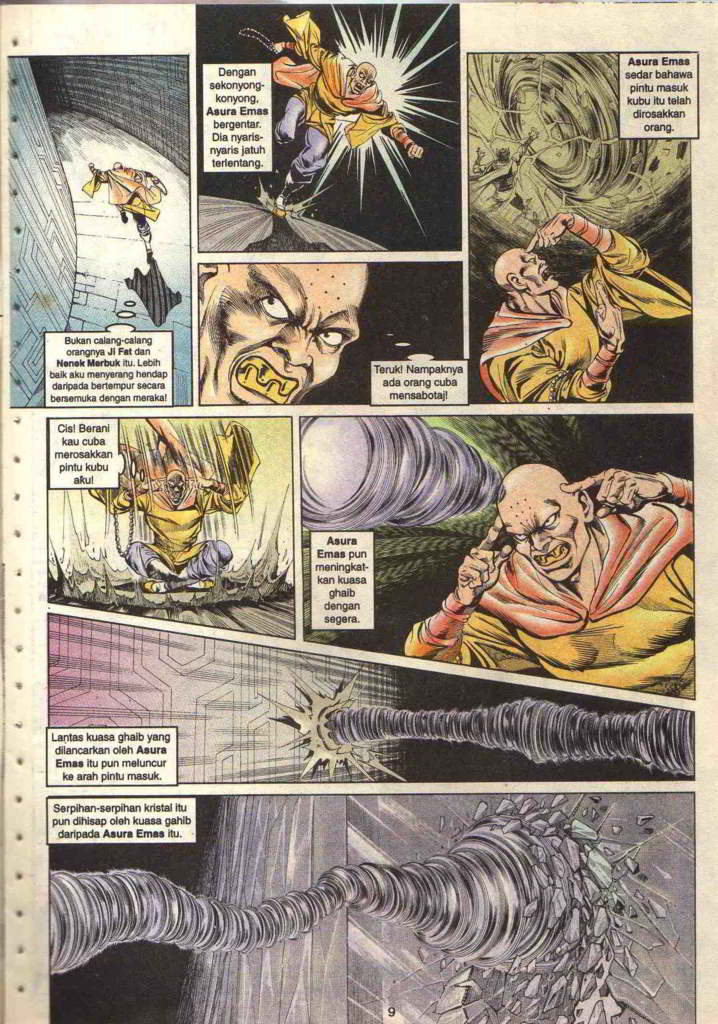 Bukan calang-calang
orangnya Ji Fat dan
Nenek Merbuk itu. Lebih
baik aku menyerang hendap
daripada bertempur secara
bersemuka dengan meraka!
Dengan
sekonyong-
konyong,
Asura Emas
bergentar.
Dia nyaris-
nyaris jatuh
terlentang.
Asura Emas
sedar bahawa
pintu masuk
kubu itu telah
dirosakkan
orang.
Teruk! Nampaknya
ada orang cuba
mensabotaj!
Cis! Berani
kau cuba
merosakkan
pintu kubu
aku!
Asura
Emas pun
meningkat-
kan kuasa
ghaib
dengan
segera.
Lantas kuasa ghaib yang
dilancarkan oleh Asura
Emas itu pun meluncur
ke arah pintu masuk.
Serpihan-serpihan kristal itu
pun dihisap oleh kuasa gahib
daripada Asura Emas itu.
9